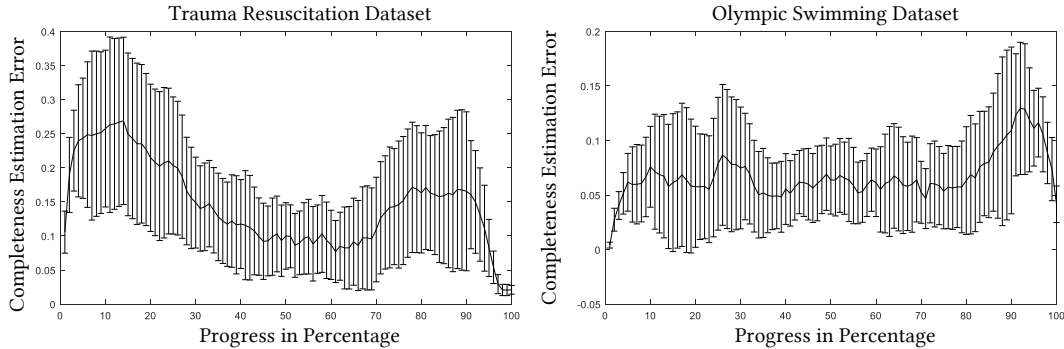 Trauma Resuscitation Dataset
Completeness Estimation Error
0.4
0.35
0.3
0.25
0.2
0.15
0.1
0.05
0
0 10 20 30 40 50 60 70 80 90 100
Progress in Percentage
Olympic Swimming Dataset
Completeness Estimation Error
0.2
0.15
0.1
0.05
0
-0.05
0 10 20 30 40 50 60 70 80 90 100
Progress in Percentage